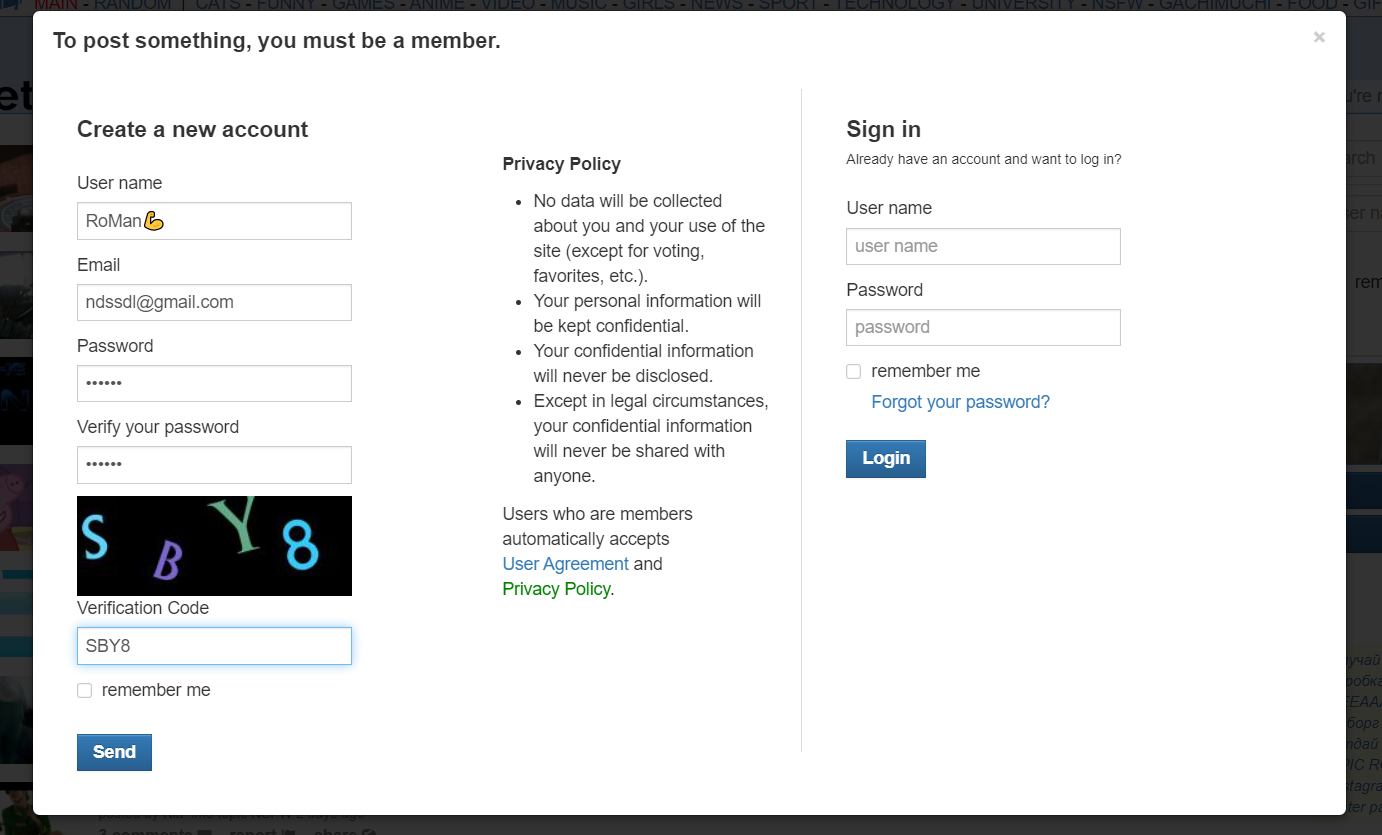 MAIN - RANDOM | CATS - FUNNY - GAMES - ANIME - VIDEO - MUSIC - GIRLS - NEWS - SPORT - TECHNOLOGY - UNIVERSITY - NSFW - GACHIMUCHI - FOOD - GIF
To post something, you must be a member.
×
Create a new account
User name
RoMan💪
Email
ndssdl@gmail.com
Password
••••••
Verify your password
••••••
SBY8
Verification Code
SBY8
remember me
Send
Privacy Policy
• No data will be collected
about you and your use of the
site (except for voting,
favorites, etc.).
• Your personal information will
be kept confidential.
• Your confidential information
will never be disclosed.
• Except in legal circumstances,
your confidential information
will never be shared with
anyone.
Users who are members
automatically accepts
User Agreement and
Privacy Policy.
Sign in
Already have an account and want to log in?
User name
user name
Password
password
remember me
Forgot your password?
Login
3 comments report share